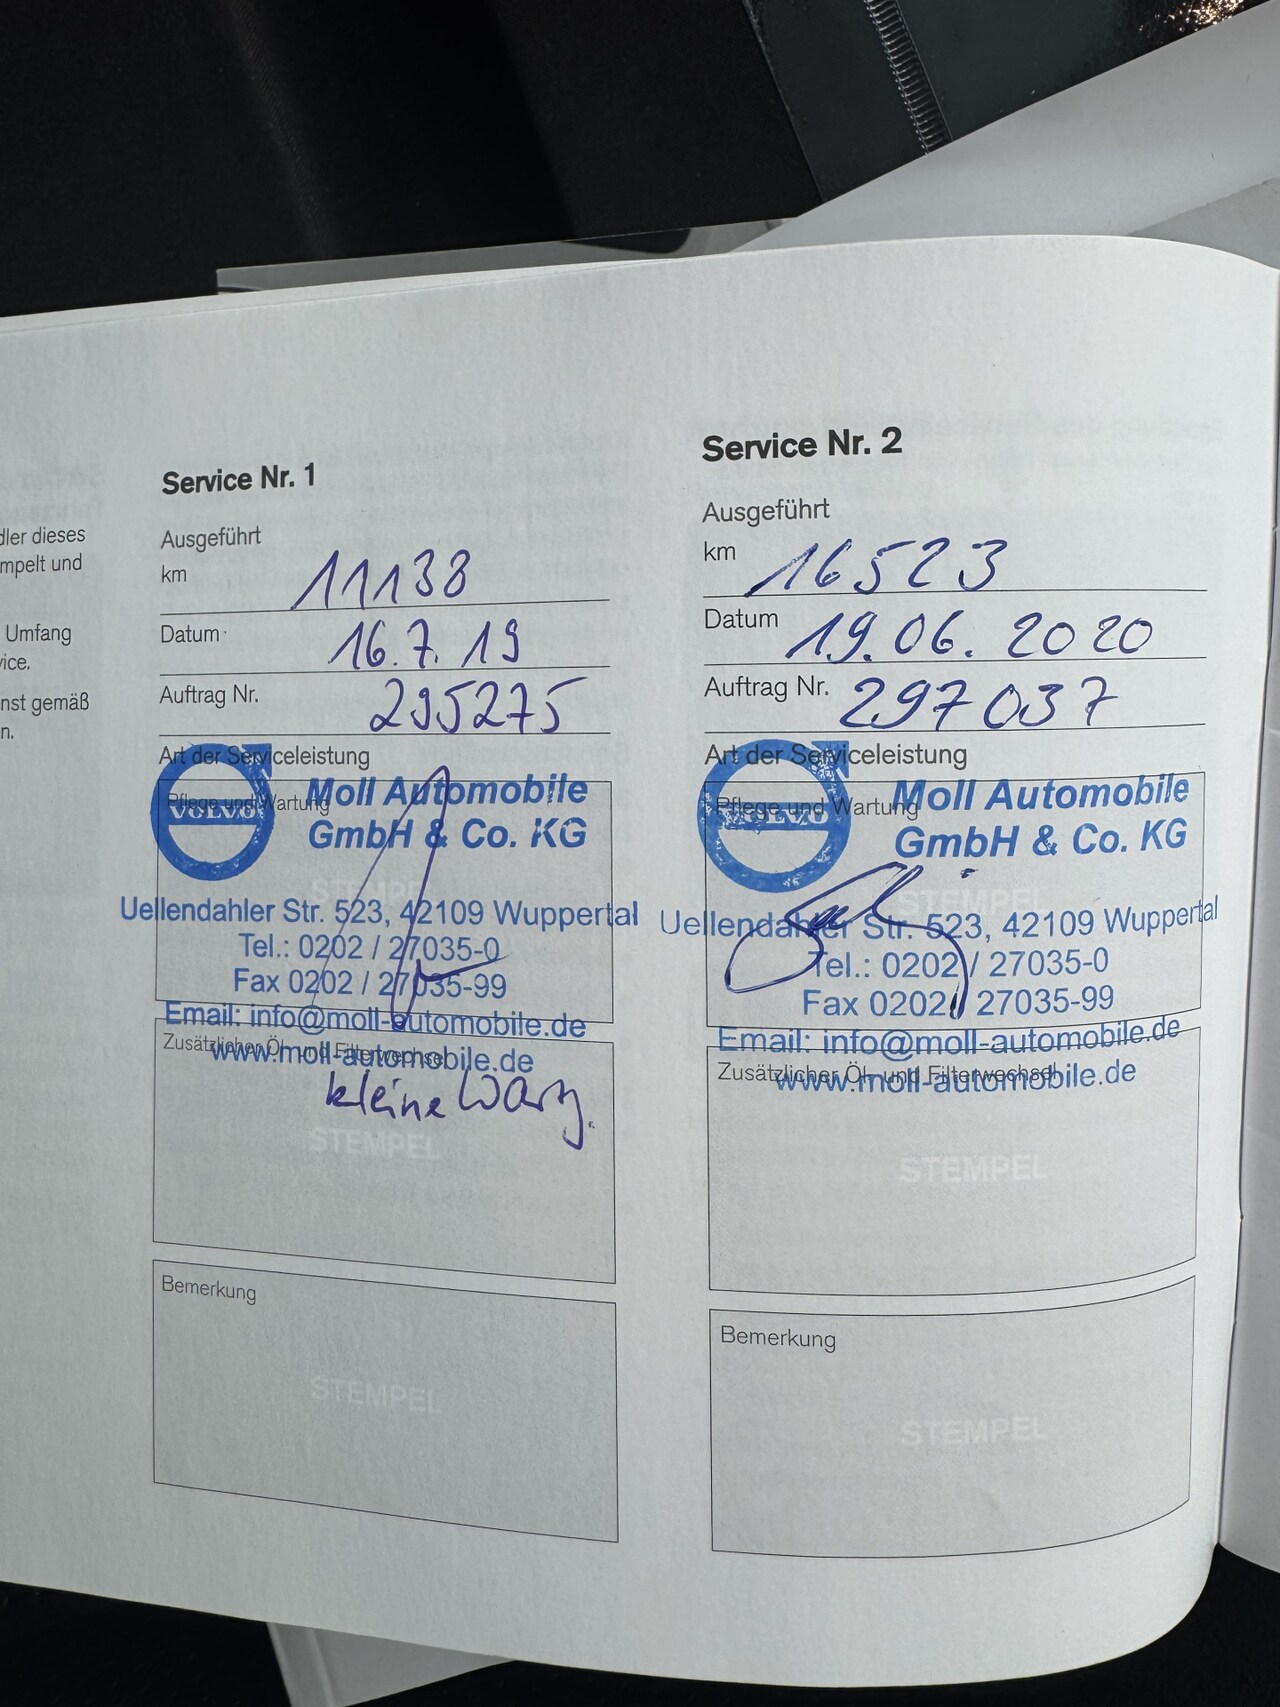 dler dieses
mpelt und
Umfang
vice.
nst gemäß
n.
Service Nr. 1
Ausgeführt
km 11138
Datum 16.7.19
Auftrag Nr. 295275
Art der Serviceleistung
Pflege und Wartung
VOLVO
Moll Automobile
GmbH & Co. KG
STEMPEL
Uellendahler Str. 523, 42109 Wuppertal
Tel.: 0202 / 27035-0
Fax 0202 / 27035-99
Email: info@moll-automobile.de
Zusätzlicher Öl- und Filterwechsel
www.moll-automobile.de
kleine Wartg.
STEMPEL
Bemerkung
STEMPEL
Service Nr. 2
Ausgeführt
km 16523
Datum 19.06.2020
Auftrag Nr. 297037
Art der Serviceleistung
Pflege und Wartung
VOLVO
Moll Automobile
GmbH & Co. KG
STEMPEL
Uellendahler Str. 523, 42109 Wuppertal
Tel.: 0202 / 27035-0
Fax 0202 / 27035-99
Email: info@moll-automobile.de
Zusätzlicher Öl- und Filterwechsel
www.moll-automobile.de
STEMPEL
Bemerkung
STEMPEL